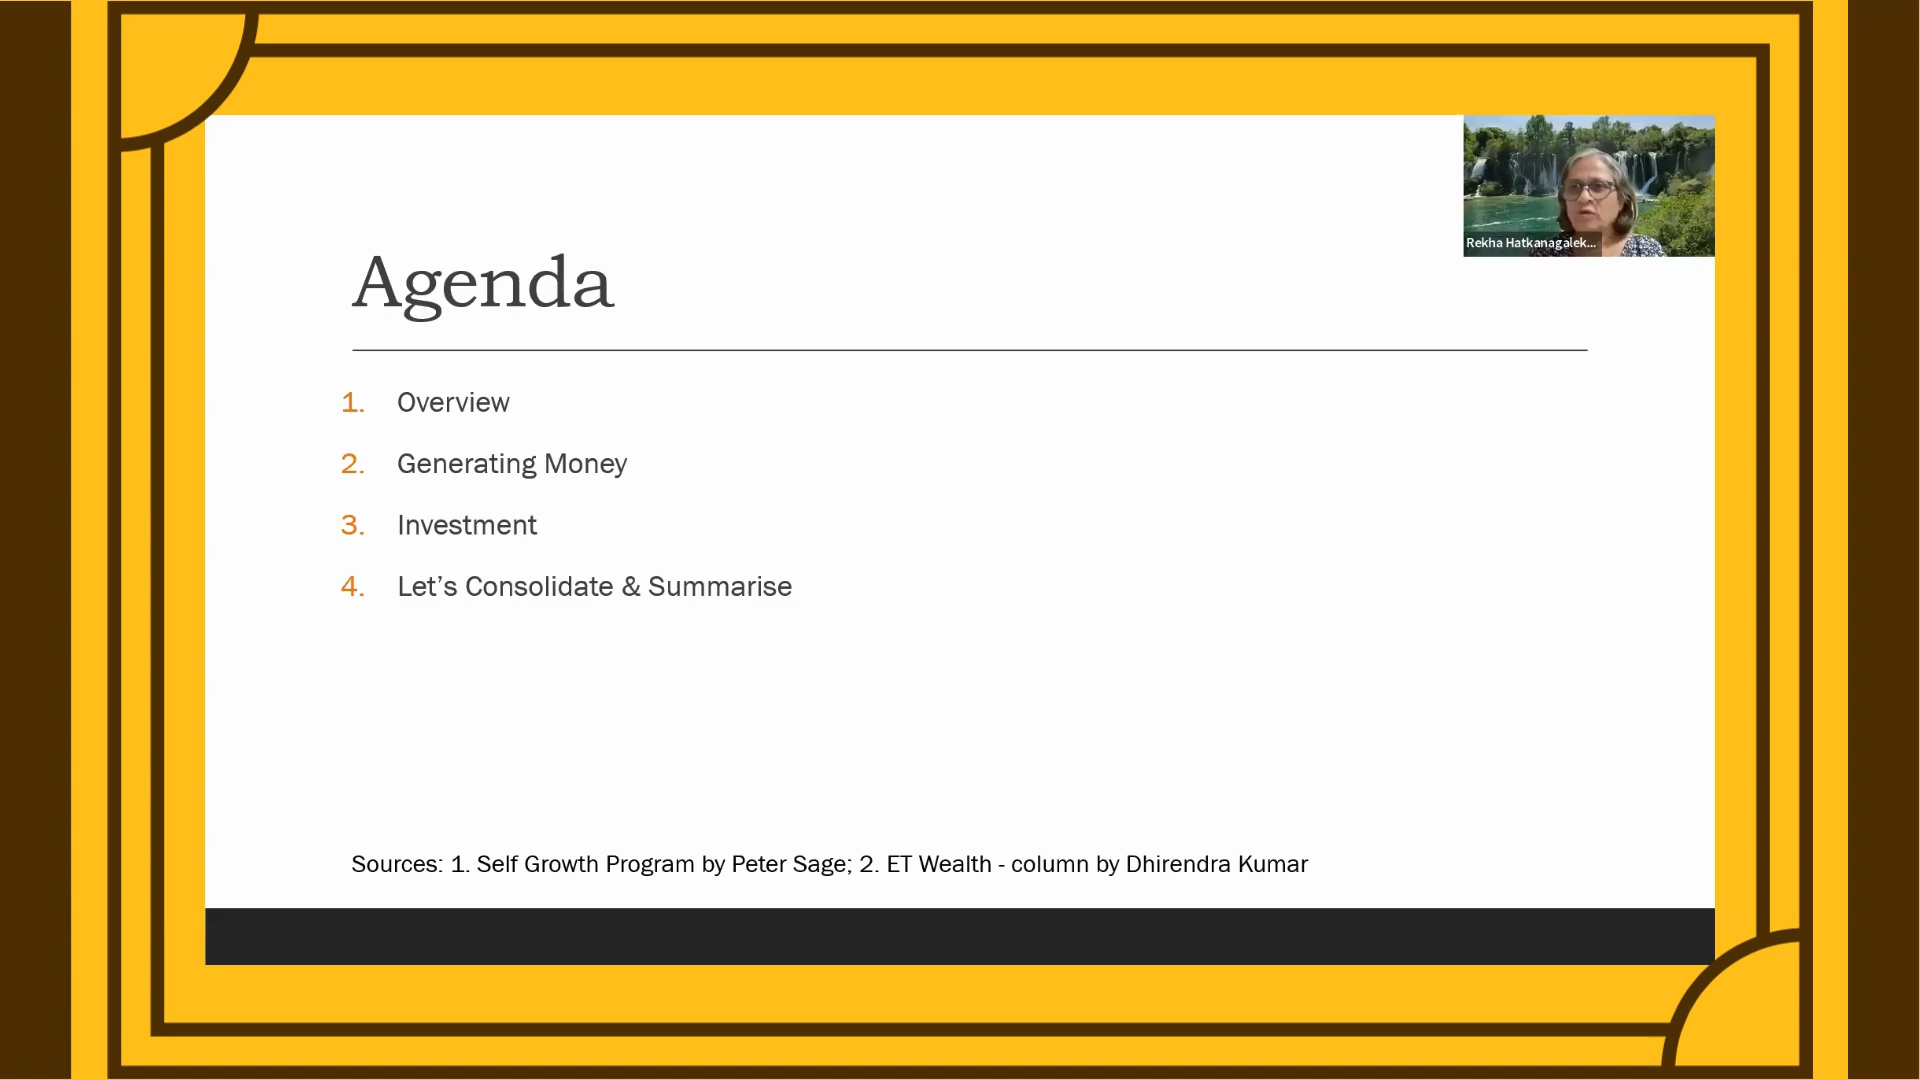 Rekha Hatkanagalek...
Agenda
1. Overview
2. Generating Money
3. Investment
4. Let’s Consolidate & Summarise
Sources: 1. Self Growth Program by Peter Sage; 2. ET Wealth - column by Dhirendra Kumar